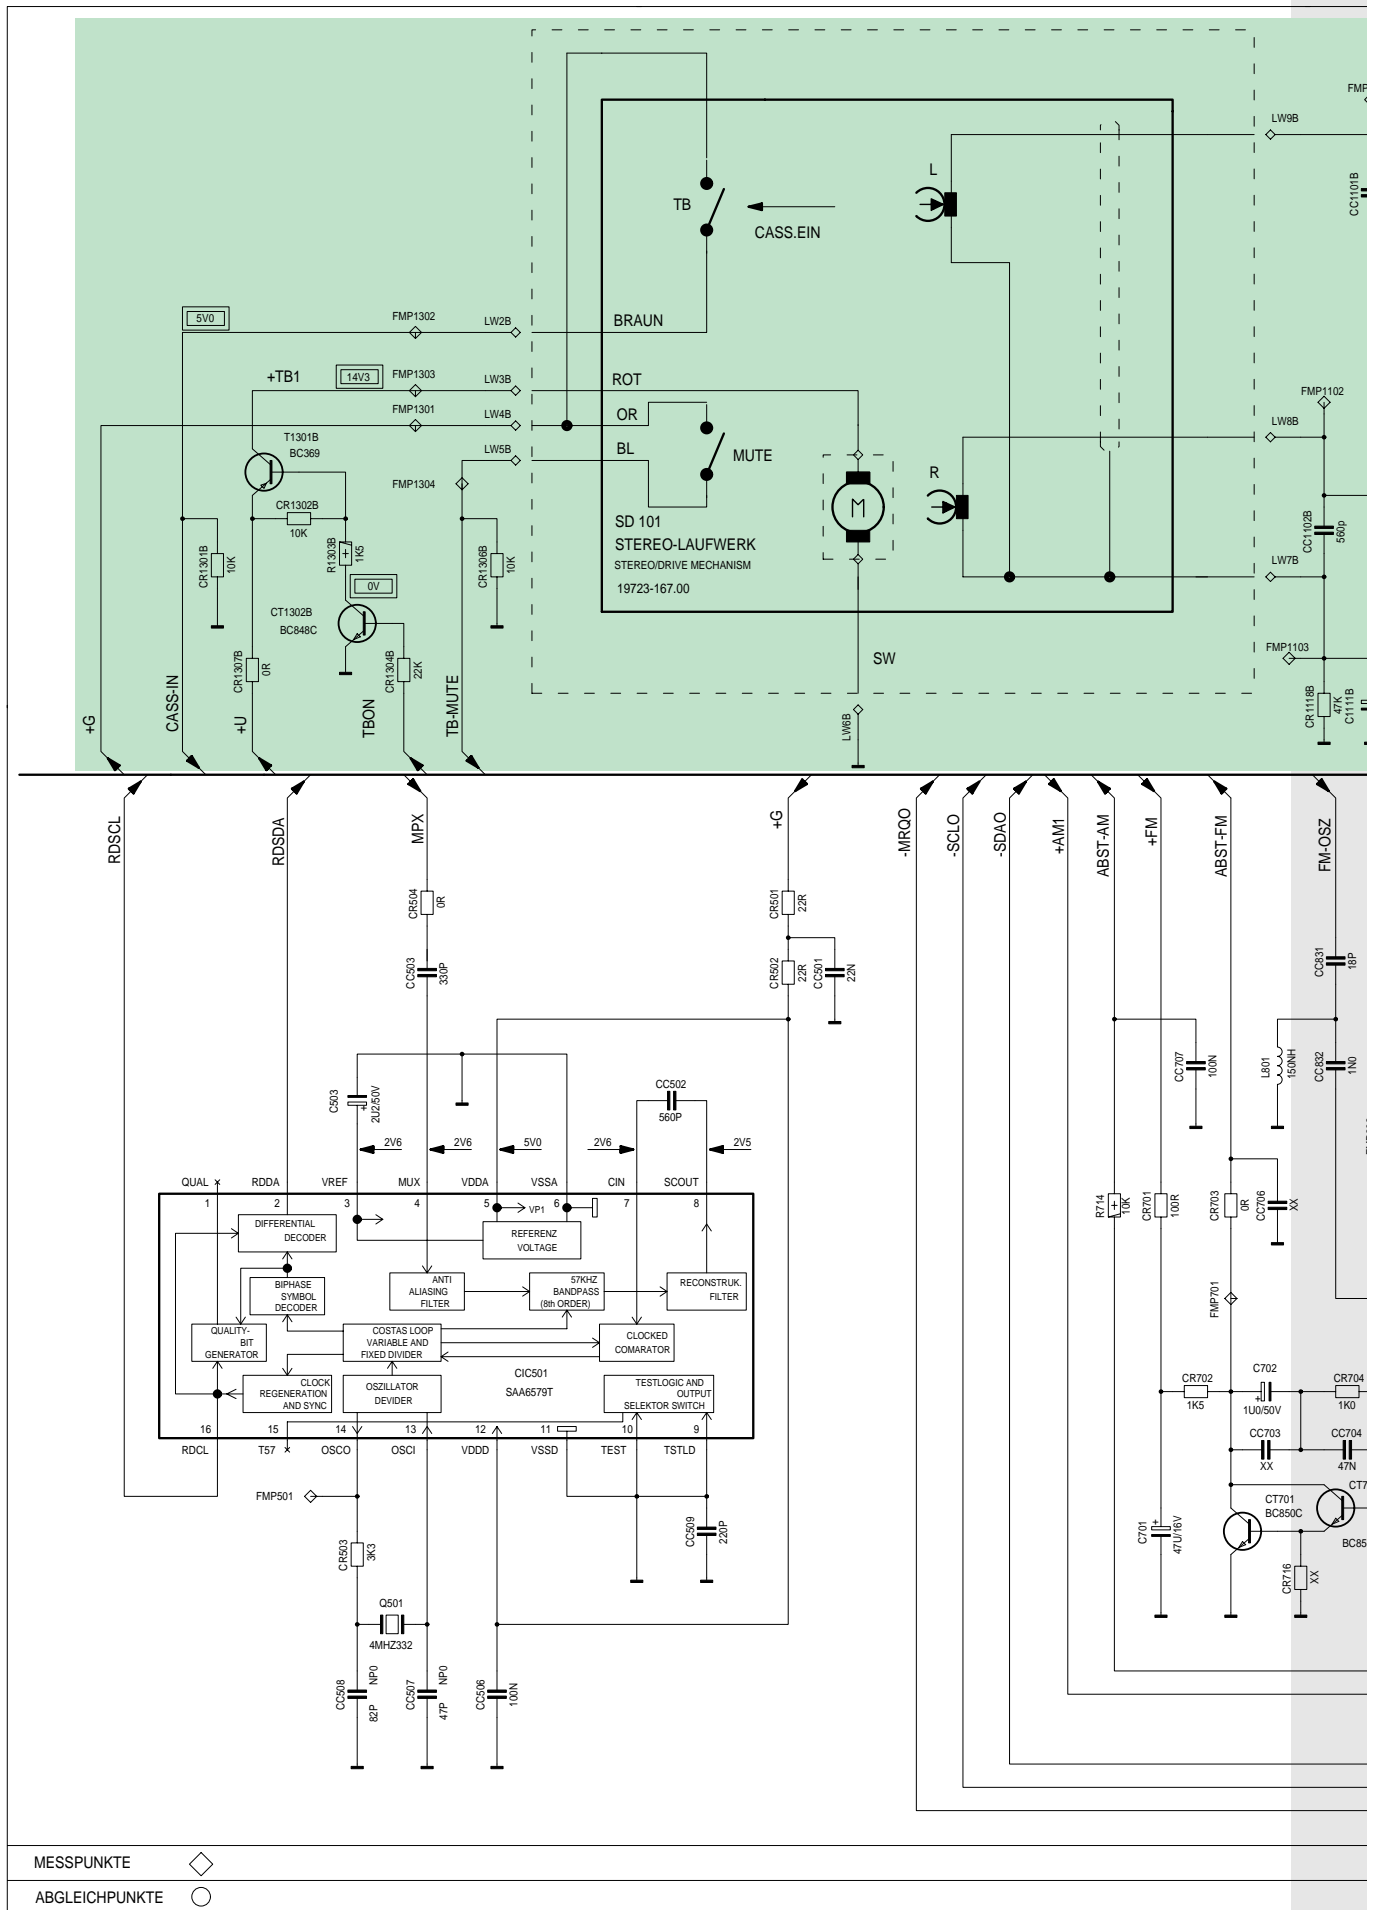 FMP
LW9B
CC1101B
L
TB
CASS.EIN
5V0
FMP1302
LW2B
BRAUN
+TB1
14V3
FMP1303
LW3B
ROT
FMP1301
LW4B
OR
FMP1102
LW8B
T1301B
BC369
LW5B
BL
MUTE
FMP1304
R
CR1302B
10K
SD 101
STEREO-LAUFWERK
STEREO/DRIVE MECHANISM
19723-167.00
M
CC1102B
560p
CR1301B
10K
R1303B
1K5
CR1306B
10K
LW7B
0V
CT1302B
BC848C
CR1307B
0R
CR1304B
22K
SW
FMP1103
CR1118B
47K
C1111B
LW6B
+G
CASS-IN
+U
TBON
TB-MUTE
RDSCL
RDSDA
MPX
+G
-MRQO
-SCLO
-SDAO
+AM1
ABST-AM
+FM
ABST-FM
FM-OSZ
CR504
0R
CR501
22R
CC503
330P
CR502
22R
CC501
22N
CC831
18P
CC707
100N
L801
150NH
CC832
1N0
C503
2U2/50V
+
CC502
560P
2V6
2V6
5V0
2V6
2V5
QUAL
RDDA
VREF
MUX
VDDA
VSSA
CIN
SCOUT
1
2
3
4
5
6
7
8
VP1
DIFFERENTIAL
DECODER
REFERENZ
VOLTAGE
R714
10K
CR701
100R
CR703
0R
CC706
XX
BIPHASE
SYMBOL
DECODER
ANTI
ALIASING
FILTER
57KHZ
BANDPASS
(8th ORDER)
RECONSTRUK.
FILTER
FMP701
QUALITY-
BIT
GENERATOR
COSTAS LOOP
VARIABLE AND
FIXED DIVIDER
CLOCKED
COMARATOR
CIC501
SAA6579T
CLOCK
REGENERATION
AND SYNC
OSZILLATOR
DEVIDER
TESTLOGIC AND
OUTPUT
SELEKTOR SWITCH
CR702
1K5
C702
+
1U0/50V
CR704
1K0
16
15
14
13
12
11
10
9
RDCL
T57
OSCO
OSCI
VDDD
VSSD
TEST
TSTLD
CC703
XX
CC704
47N
FMP501
CT7
CT701
BC850C
BC85
CR503
3K3
CC509
220P
C701
+
47U/16V
CR716
XX
Q501
4MHZ332
CC508
82P
NP0
CC507
47P
NP0
CC506
100N
MESSPUNKTE
ABGLEICHPUNKTE